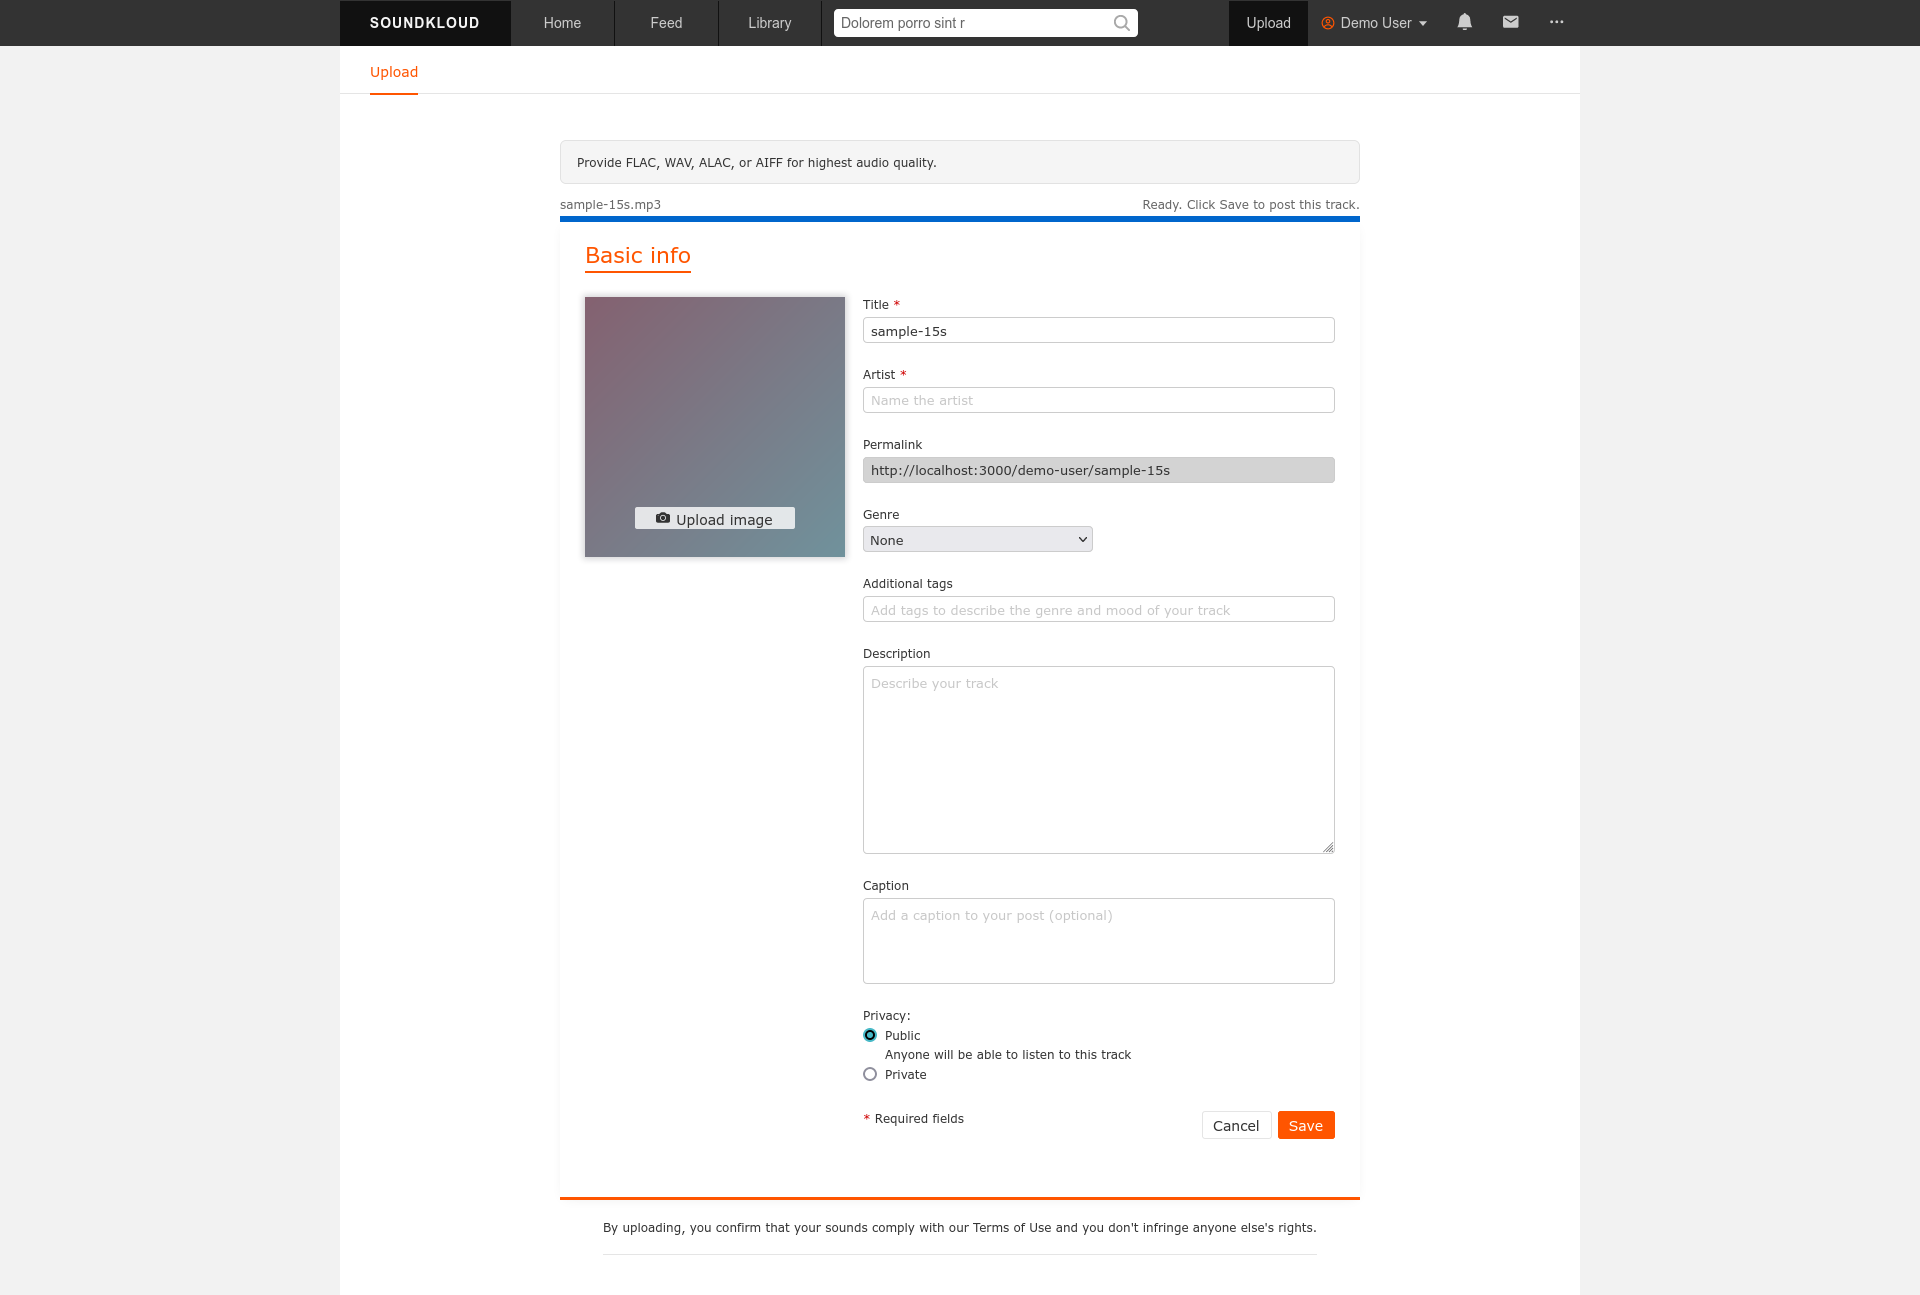 SOUNDKLOUD
Home
Feed
Library
Dolorem porro sint r
Upload
Demo User
Upload
Provide FLAC, WAV, ALAC, or AIFF for highest audio quality.
sample-15s.mp3
Ready. Click Save to post this track.
Basic info
Upload image
Title *
sample-15s
Artist *
Name the artist
Permalink
http://localhost:3000/demo-user/sample-15s
Genre
None
Additional tags
Add tags to describe the genre and mood of your track
Description
Describe your track
Caption
Add a caption to your post (optional)
Privacy:
Public
Anyone will be able to listen to this track
Private
* Required fields
Cancel
Save
By uploading, you confirm that your sounds comply with our Terms of Use and you don't infringe anyone else's rights.